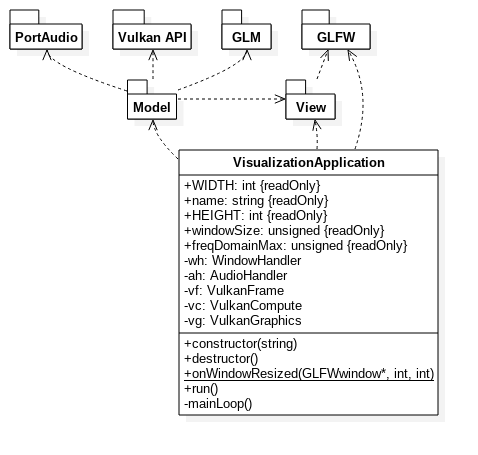 PortAudio
Vulkan API
GLM
GLFW
Model
View
VisualizationApplication
+WIDTH: int {readOnly}
+name: string {readOnly}
+HEIGHT: int {readOnly}
+windowSize: unsigned {readOnly}
+freqDomainMax: unsigned {readOnly}
-wh: WindowHandler
-ah: AudioHandler
-vf: VulkanFrame
-vc: VulkanCompute
-vg: VulkanGraphics
+constructor(string)
+destructor()
+onWindowResized(GLFWwindow*, int, int)
+run()
-mainLoop()